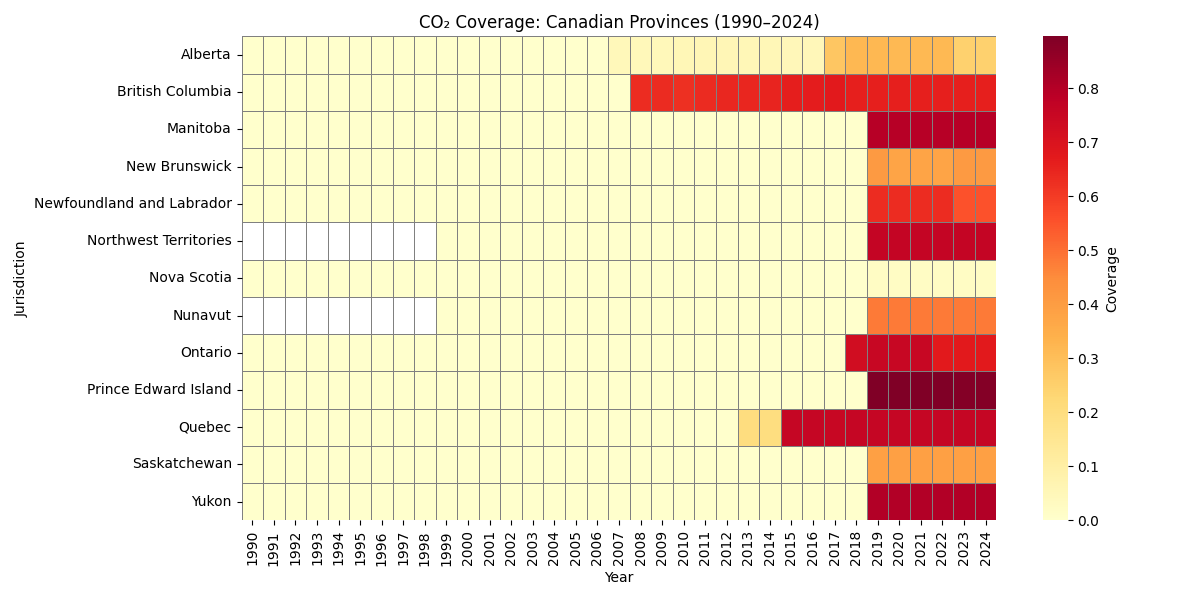 CO₂ Coverage: Canadian Provinces (1990–2024)
Jurisdiction
Alberta
British Columbia
Manitoba
New Brunswick
Newfoundland and Labrador
Northwest Territories
Nova Scotia
Nunavut
Ontario
Prince Edward Island
Quebec
Saskatchewan
Yukon
1990 1991 1992 1993 1994 1995 1996 1997 1998 1999 2000 2001 2002 2003 2004 2005 2006 2007 2008 2009 2010 2011 2012 2013 2014 2015 2016 2017 2018 2019 2020 2021 2022 2023 2024
Year
0.8
0.7
0.6
0.5
0.4
0.3
0.2
0.1
0.0
Coverage